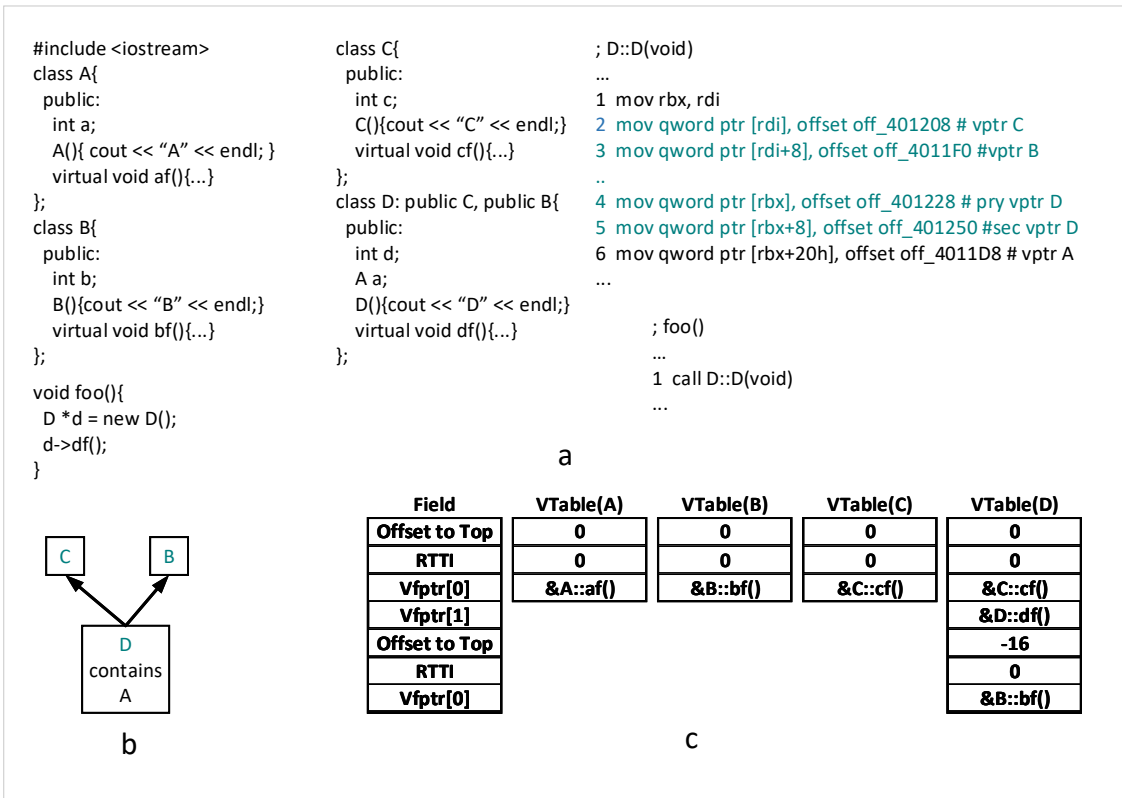 #include <iostream>
class A{
public:
int a;
A(){ cout << “A” << endl; }
virtual void af(){...}
};
class B{
public:
int b;
B(){cout << “B” << endl;}
virtual void bf(){...}
};
void foo(){
D *d = new D();
d->df();
}
class C{
public:
int c;
C(){cout << “C” << endl;}
virtual void cf(){...}
};
class D: public C, public B{
public:
int d;
A a;
D(){cout << “D” << endl;}
virtual void df(){...}
};
; D::D(void)
...
1 mov rbx, rdi
2 mov qword ptr [rdi], offset off_401208 # vptr C
3 mov qword ptr [rdi+8], offset off_4011F0 #vptr B
..
4 mov qword ptr [rbx], offset off_401228 # pry vptr D
5 mov qword ptr [rbx+8], offset off_401250 #sec vptr D
6 mov qword ptr [rbx+20h], offset off_4011D8 # vptr A
...
; foo()
...
1 call D::D(void)
...
a
C B
D
contains
A
b
Field VTable(A) VTable(B) VTable(C) VTable(D)
Offset to Top 0 0 0 0
RTTI 0 0 0 0
Vfptr[0] &A::af() &B::bf() &C::cf() &C::cf()
Vfptr[1] &D::df()
Offset to Top -16
RTTI 0
Vfptr[0] &B::bf()
c